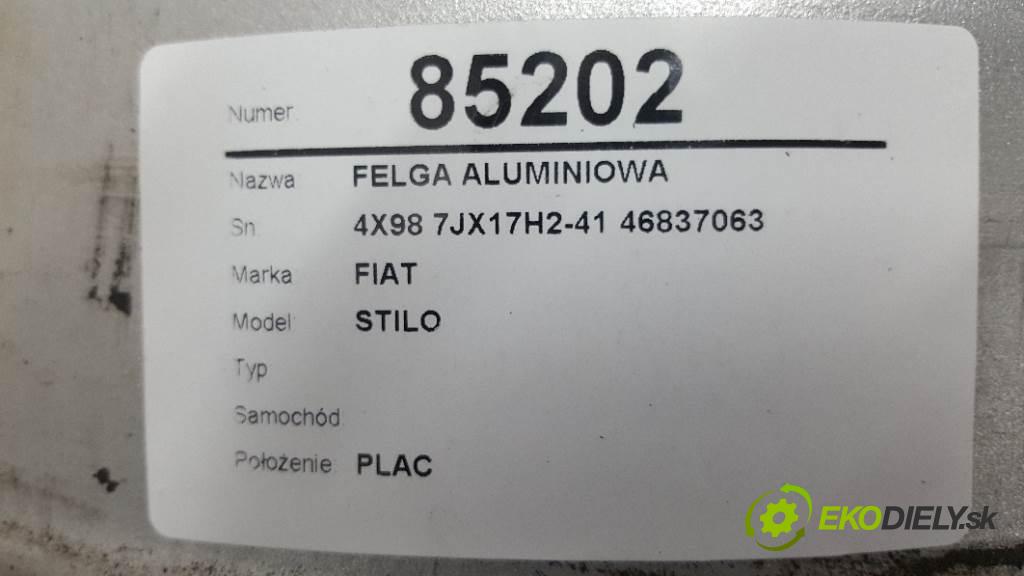 Numer: 85202
Nazwa FELGA ALUMINIOWA
Sn. 4X98 7JX17H2-41 46837063
Marka FIAT
Model: STILO
Typ
Samochód:
Położenie: PLAC
EKODIELY.sk